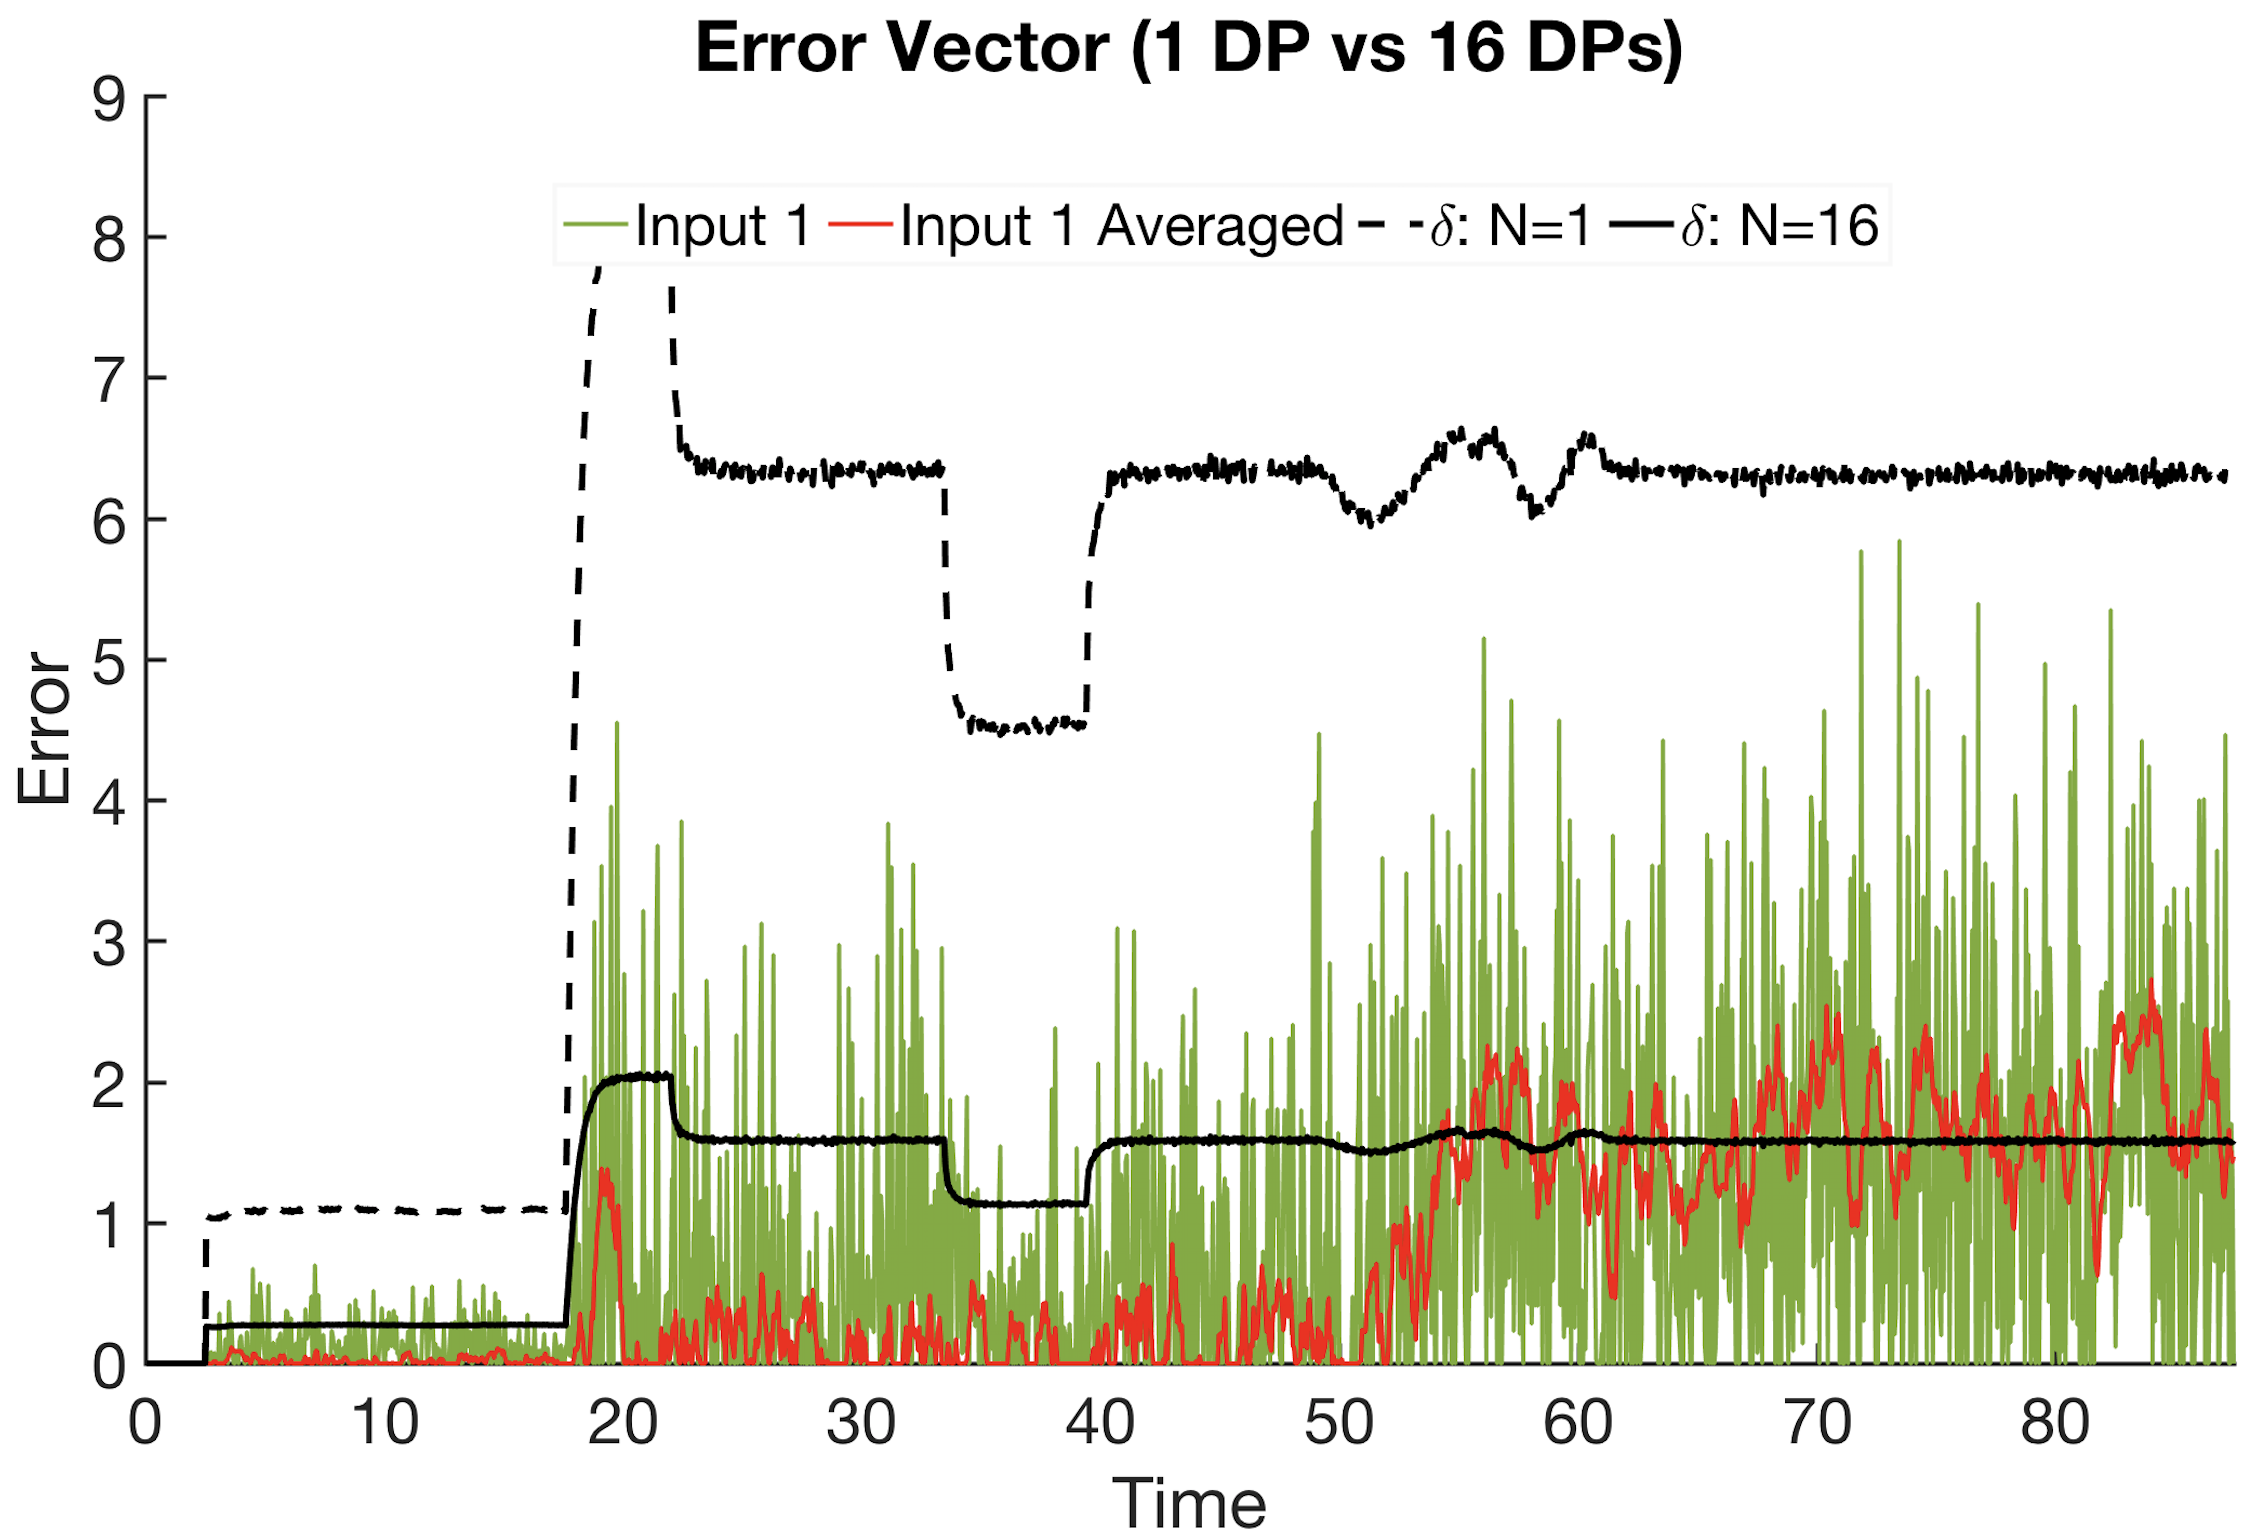 Error Vector (1 DP vs 16 DPs)
9
8
7
6
5
4
3
2
1
0
Error
Input 1 Input 1 Averaged δ: N=1 δ: N=16
0 10 20 30 40 50 60 70 80
Time